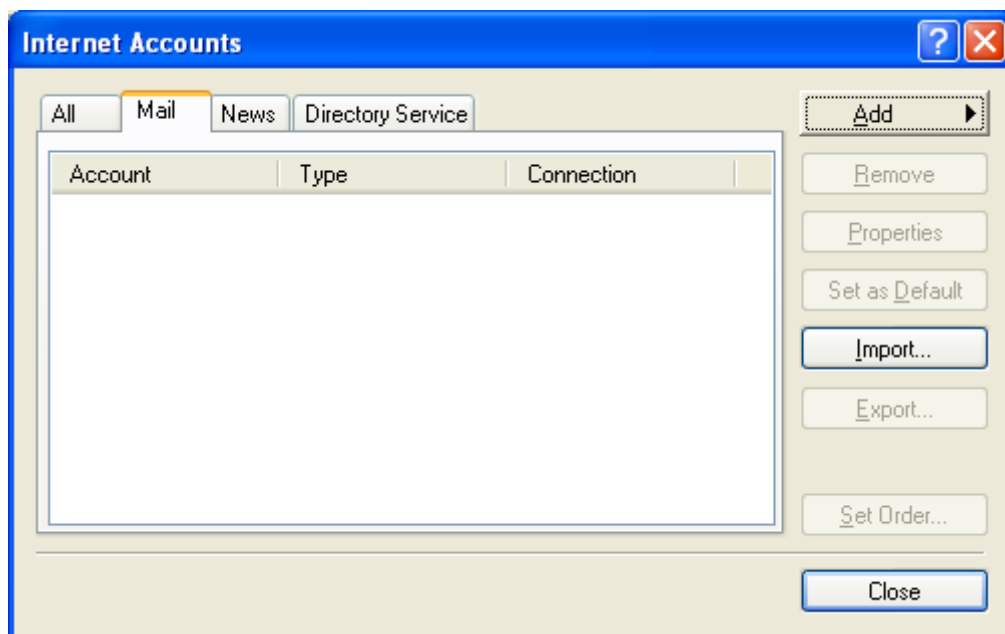 Internet Accounts
All Mail News Directory Service
Account Type Connection
Add
Remove
Properties
Set as Default
Import...
Export...
Set Order...
Close